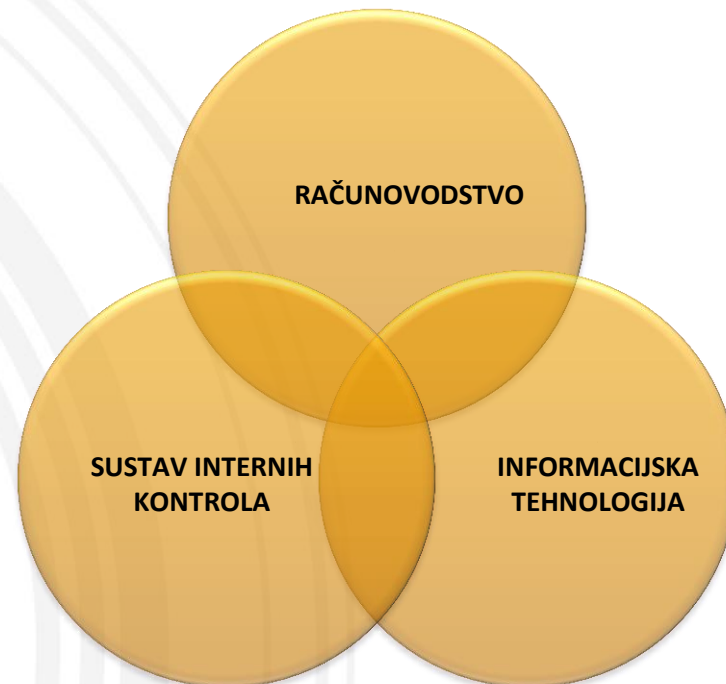 RAČUNOVODSTVO
SUSTAV INTERNIH
KONTROLA
INFORMACIJSKA
TEHNOLOGIJA